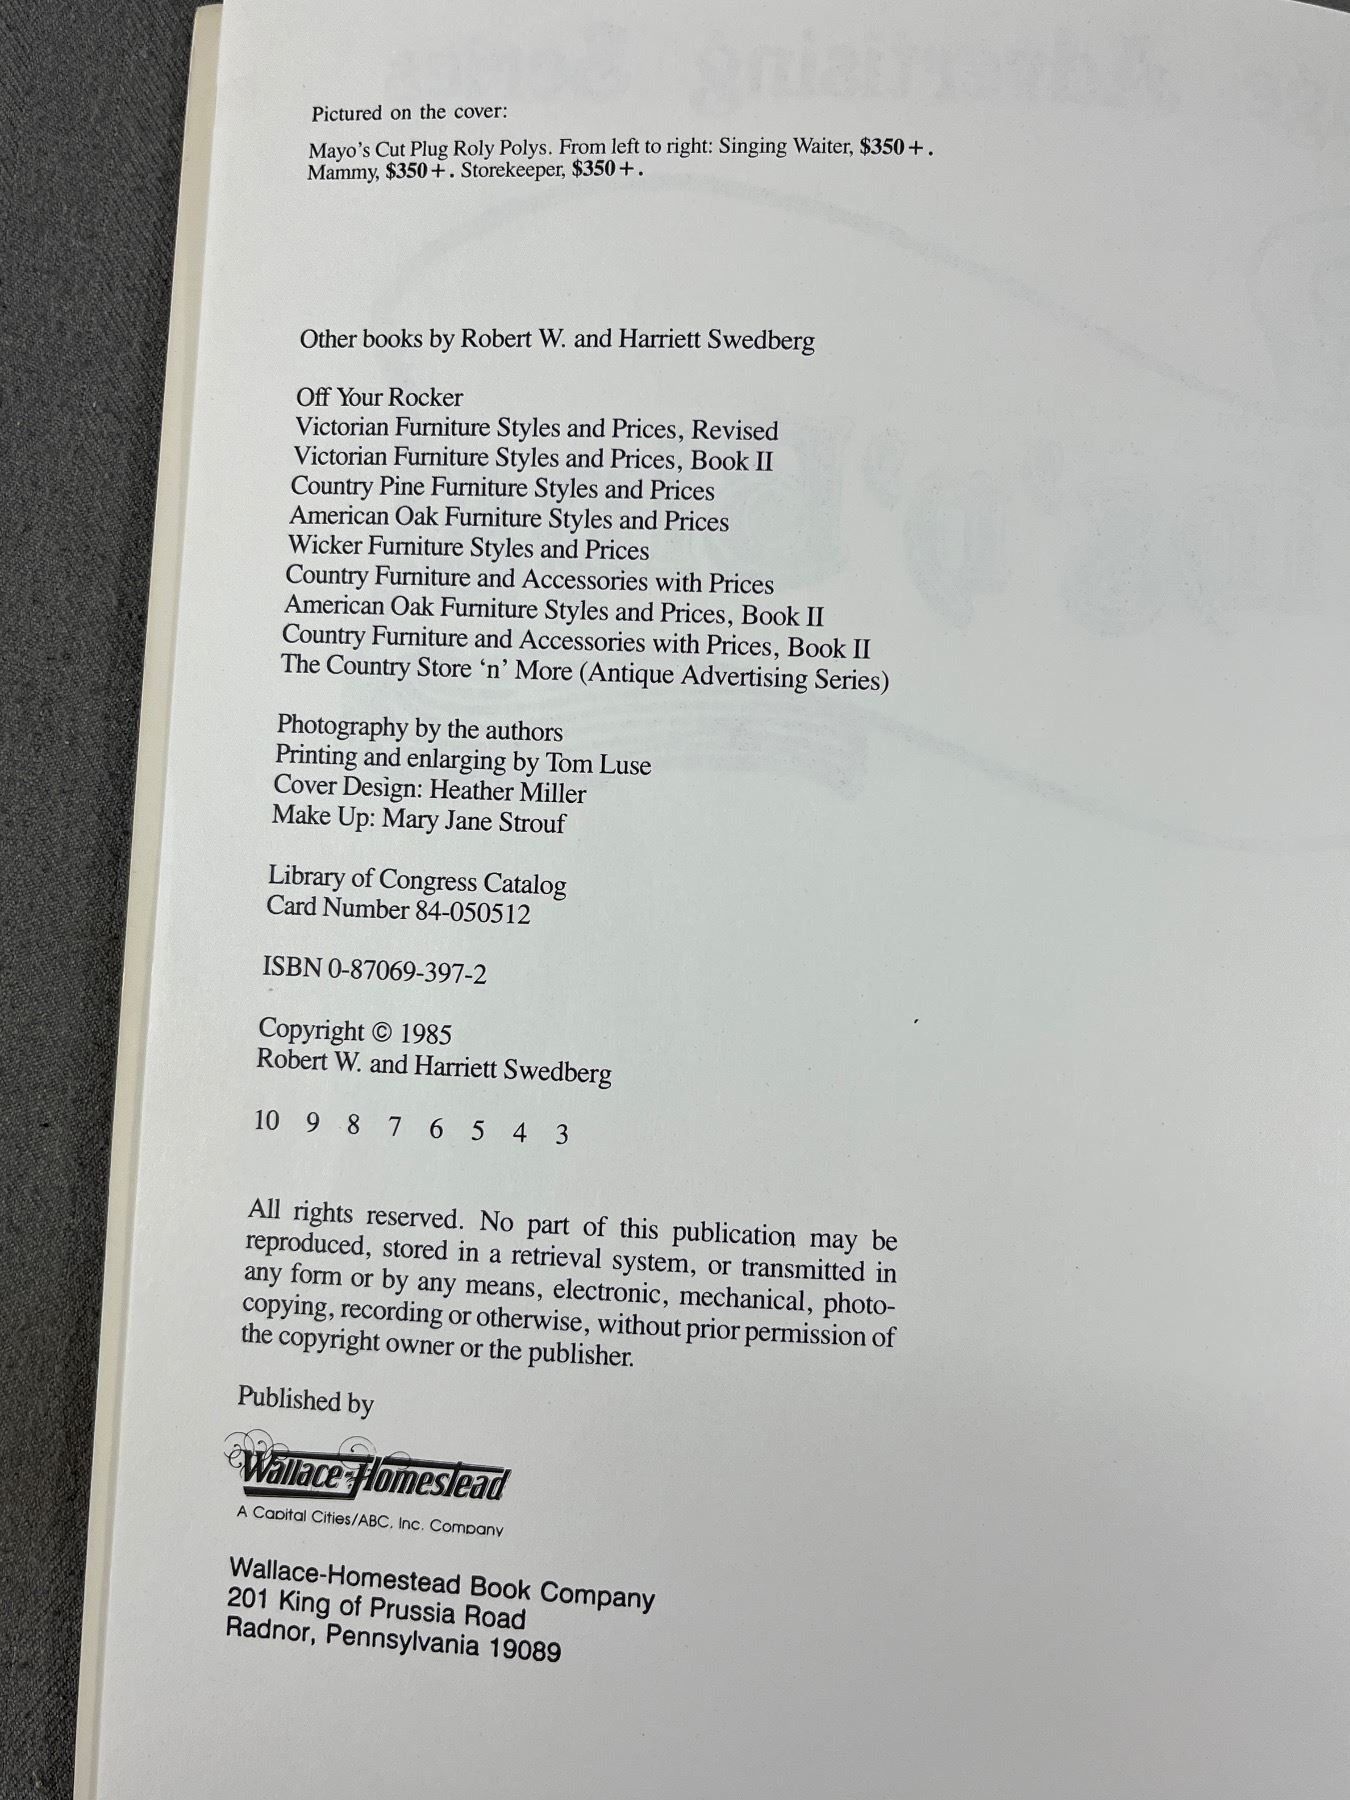 Pictured on the cover:
Mayo's Cut Plug Roly Polys. From left to right: Singing Waiter, $350+.
Mammy, $350+. Storekeeper, $350+.
Other books by Robert W. and Harriett Swedberg
Off Your Rocker
Victorian Furniture Styles and Prices, Revised
Victorian Furniture Styles and Prices, Book II
Country Pine Furniture Styles and Prices
American Oak Furniture Styles and Prices
Wicker Furniture Styles and Prices
Country Furniture and Accessories with Prices
American Oak Furniture Styles and Prices, Book II
Country Furniture and Accessories with Prices, Book II
The Country Store ‘n’ More (Antique Advertising Series)
Photography by the authors
Printing and enlarging by Tom Luse
Cover Design: Heather Miller
Make Up: Mary Jane Strouf
Library of Congress Catalog
Card Number 84-050512
ISBN 0-87069-397-2
Copyright © 1985
Robert W. and Harriett Swedberg
10 9 8 7 6 5 4 3
All rights reserved. No part of this publication may be
reproduced, stored in a retrieval system, or transmitted in
any form or by any means, electronic, mechanical, photo-
copying, recording or otherwise, without prior permission of
the copyright owner or the publisher.
Published by
Wallace-Homestead
A Capital Cities/ABC, Inc. Company
Wallace-Homestead Book Company
201 King of Prussia Road
Radnor, Pennsylvania 19089